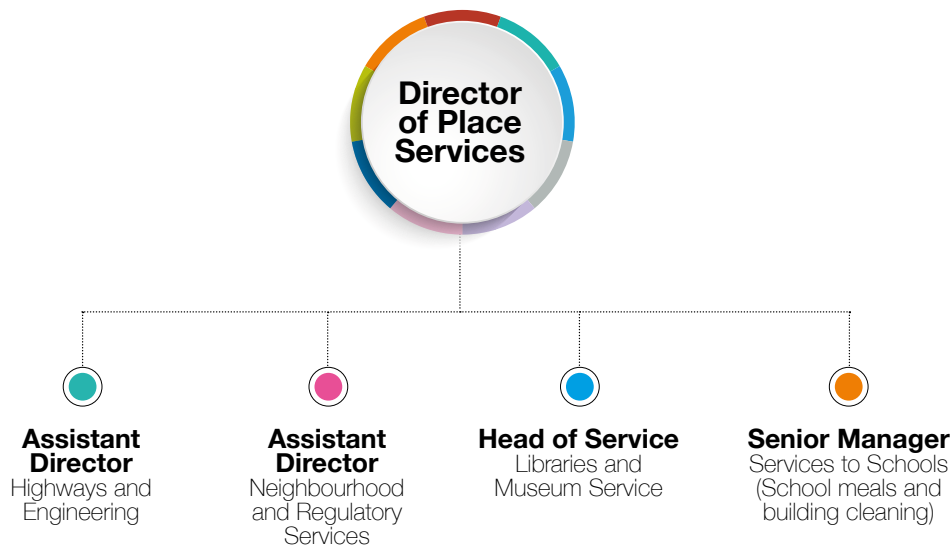 Director
of Place
Services
Assistant
Director
Highways and
Engineering
Assistant
Director
Neighbourhood
and Regulatory
Services
Head of Service
Libraries and
Museum Service
Senior Manager
Services to Schools
(School meals and
building cleaning)